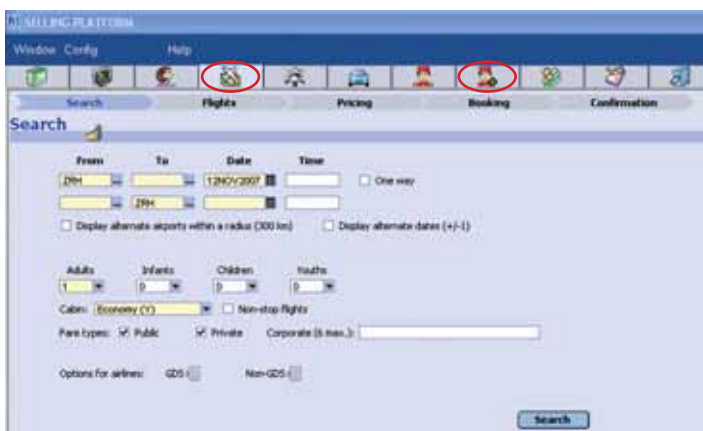 SELLING PLATFORM
Window Config Help
Search Flights Pricing Booking Confirmation
Search
From To Date Time
ZRH 12NOV2007 One way
ZRH
Display alternate airports within a radius (300 km) Display alternate dates (+/-1)
Adults Infants Children Youths
1 0 0 0
Cabin: Economy (Y) Non-stop flights
Fare types: Public Private Corporate (6 max.):
Options for airlines: GDS Non-GDS
Search